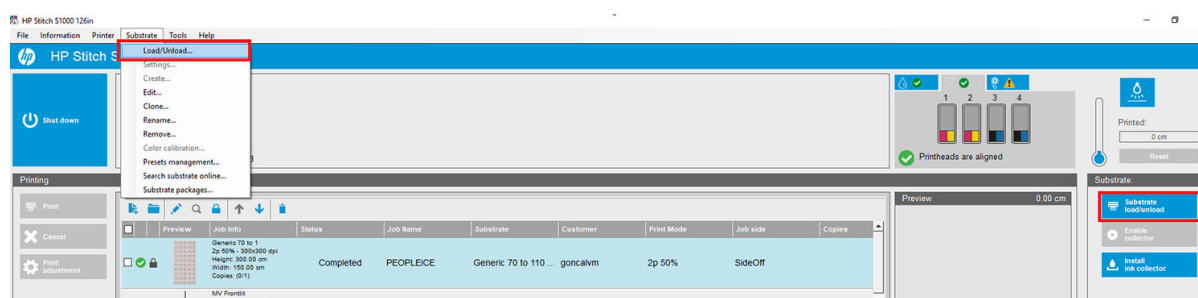 HP Stitch S1000 126in
File Information Printer Substrate Tools Help
HP Stitch S
Load/Unload...
Settings...
Create...
Edit...
Clone...
Rename...
Remove...
Color calibration...
Presets management...
Search substrate online...
Substrate packages...
Shut down
1 2 3 4
Printheads are aligned
Printed:
0 cm
Reset
Printing
Print
Cancel
Print
adjustment
Preview Job Info Status Job Name Substrate Customer Print Mode Job side Copies
Generic 70 to 1
2p 50% - 300x300 dpi
Height: 300.00 cm
Width: 150.00 cm
Copies: (0/1)
Completed PEOPLEICE Generic 70 to 110 ... goncalvm 2p 50% SideOff
MV Frontlit
Preview 0.00 cm
Substrate:
Substrate
load/unload
Enable
collector
Install
ink collector